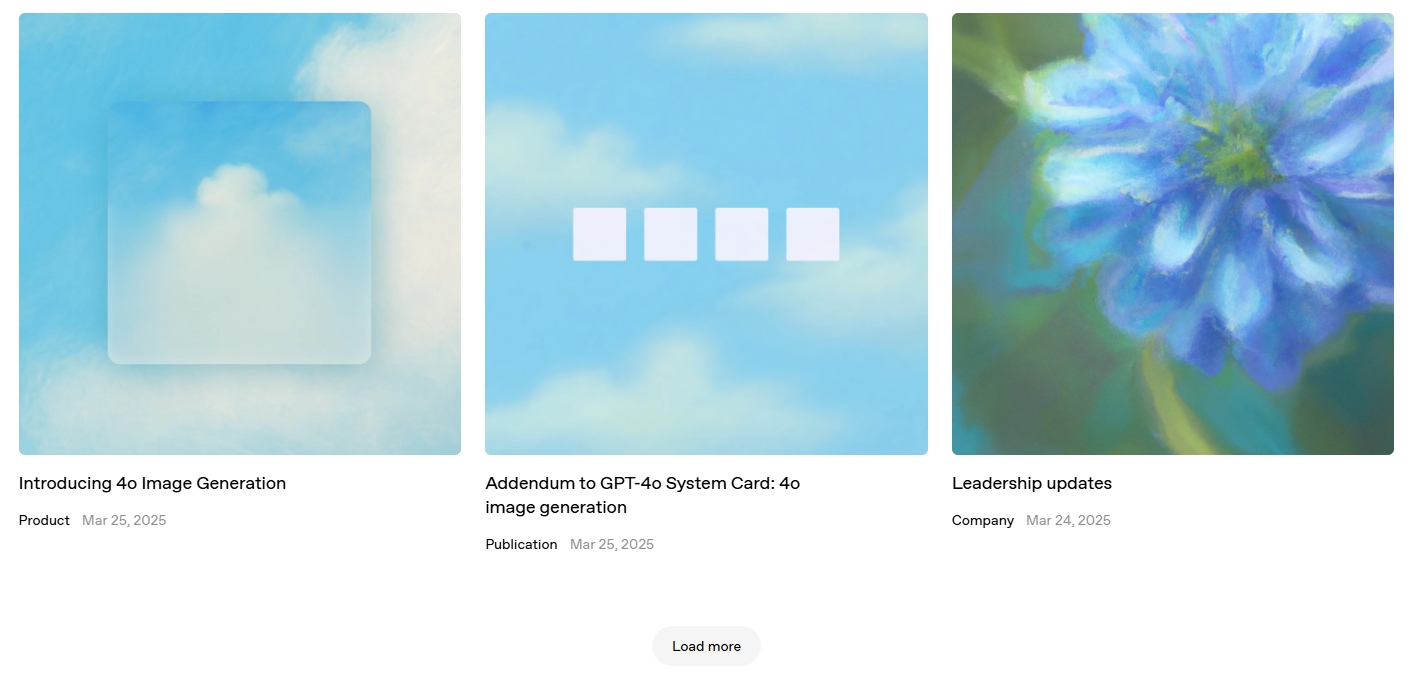 Introducing 4o Image Generation
Product Mar 25, 2025
Addendum to GPT-4o System Card: 4o
image generation
Publication Mar 25, 2025
Leadership updates
Company Mar 24, 2025
Load more